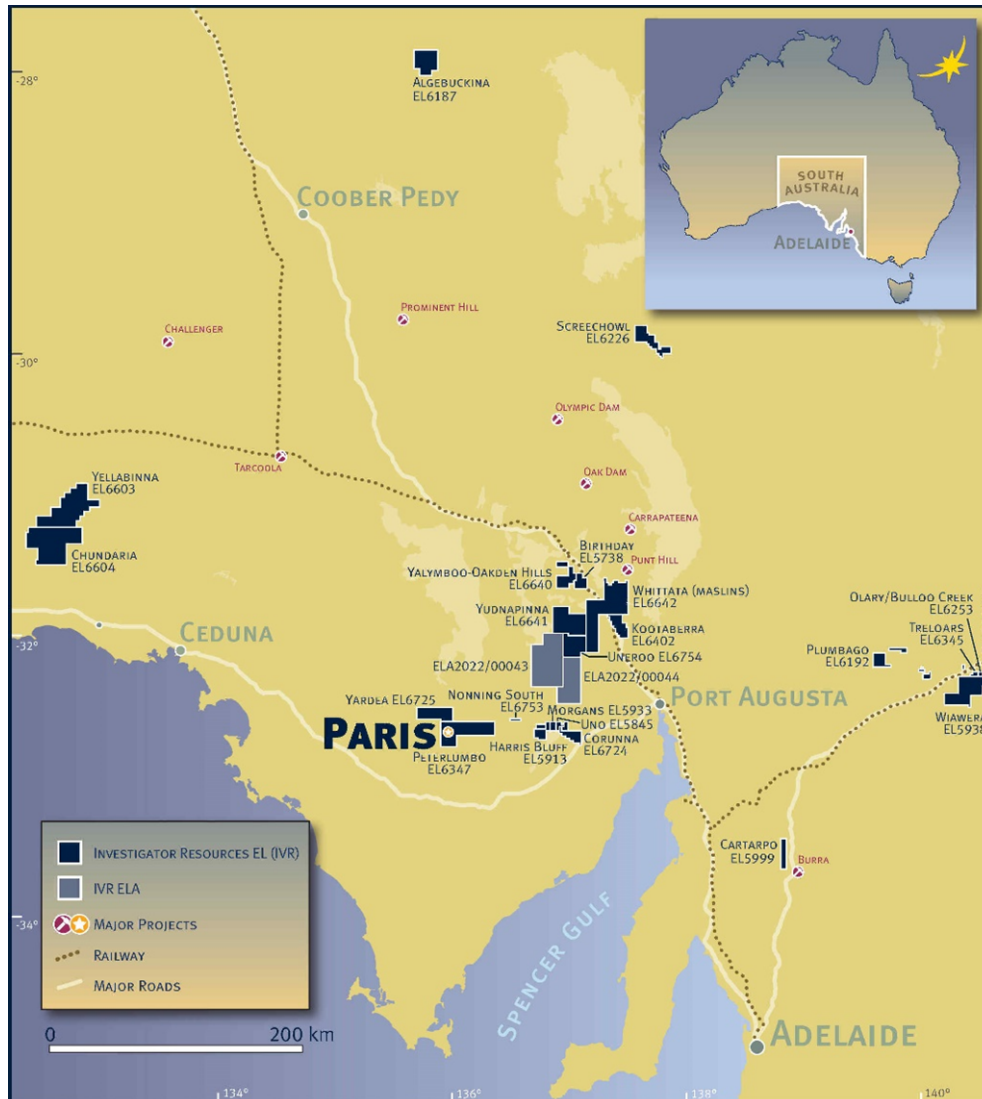 -28°
ALGEBUCKINA
EL6187
SOUTH
AUSTRALIA
ADELAIDE
COOBER PEDY
PROMINENT HILL
CHALLENGER
SCREECHOWL
EL6226
-30°
OLYMPIC DAM
TARCOOLA
OAK DAM
YELLABINNA
EL6603
CARRAPATEENA
CHUNDARIA
EL6604
BIRTHDAY
EL5738
PUNT HILL
YALYMBOO-OAKDEN HILLS
EL6640
WHITTATA (MASLINS)
EL6642
OLARY/BULLOO CREEK
EL6253
YUDNAPINNA
EL6641
KOOTABERRA
EL6402
TRELOARS
EL6345
-32°
CEDUNA
PLUMBAGO
EL6192
UNEROO EL6754
ELA2022/00043
ELA2022/00044
NONNING SOUTH
EL6753
YARDEA EL6725
PORT AUGUSTA
MORGANS EL5933
WIAWERA
EL5938
UNO EL5845
PARIS
HARRIS BLUFF
EL5913
CORUNNA
EL6724
PETERLUMBO
EL6347
CARTARPO
EL5999
BURRA
INVESTIGATOR RESOURCES EL (IVR)
IVR ELA
MAJOR PROJECTS
RAILWAY
MAJOR ROADS
-34°
SPENCER GULF
0 200 km
ADELAIDE
134°
136°
138°
140°